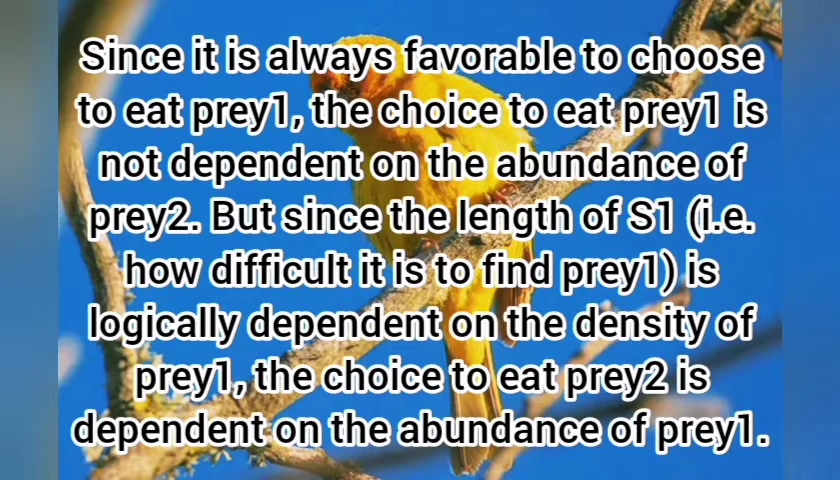 Since it is always favorable to choose
to eat prey1, the choice to eat prey1 is
not dependent on the abundance of
prey2. But since the length of S1 (i.e.
how difficult it is to find prey1) is
logically dependent on the density of
prey1, the choice to eat prey2 is
dependent on the abundance of prey1.